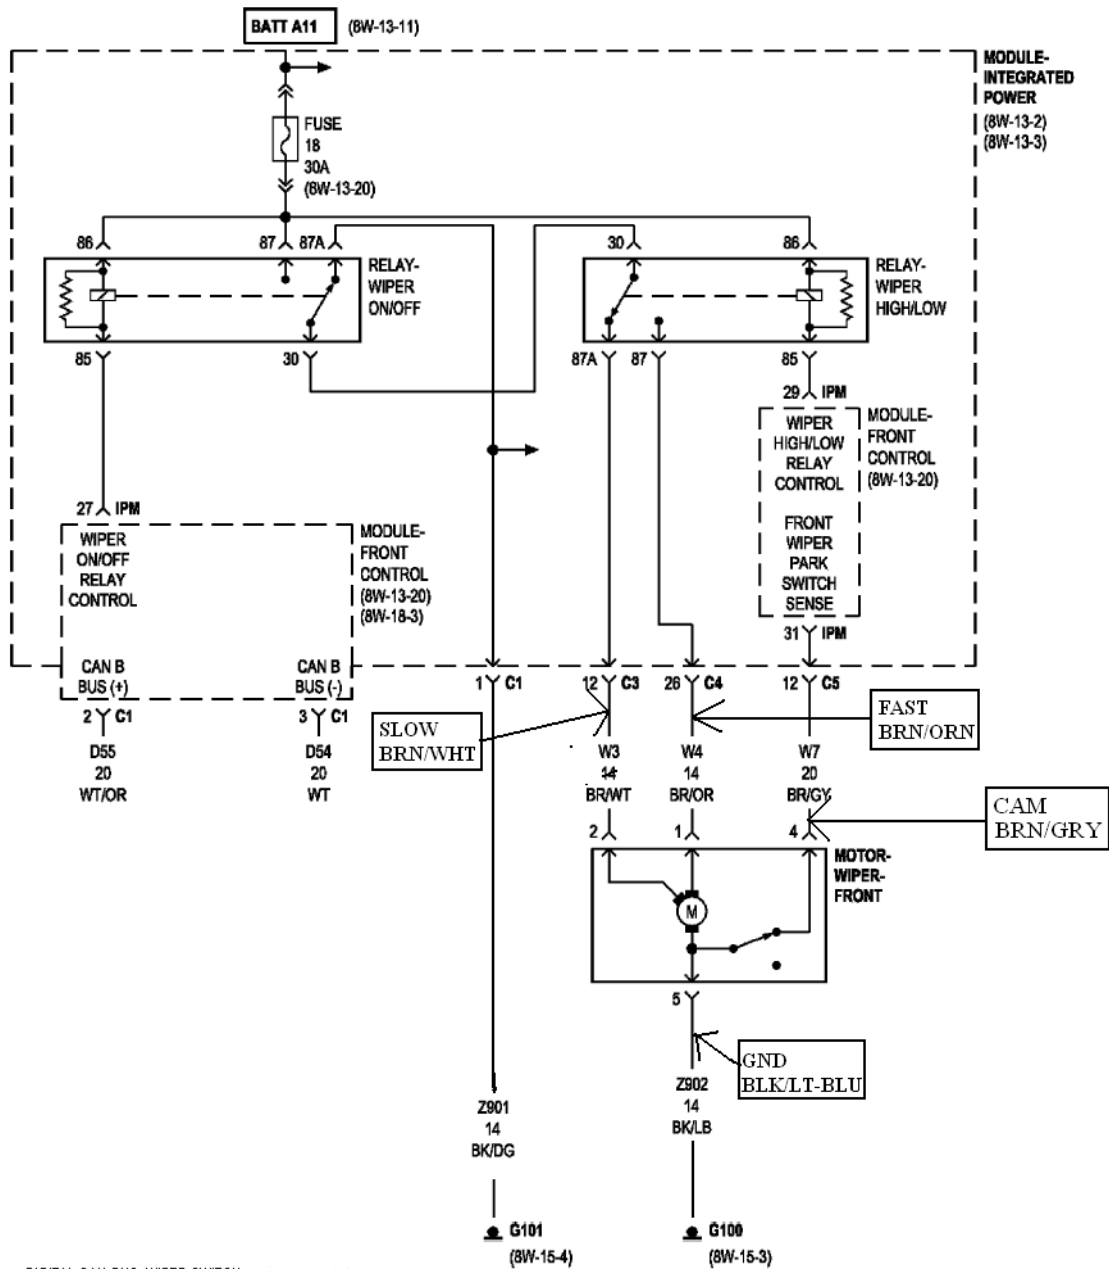 BATT A11 (8W-13-11)
MODULE-
INTEGRATED
POWER
(8W-13-2)
(8W-13-3)
FUSE
18
30A
(8W-13-20)
86
87
87A
30
86
RELAY-
WIPER
ON/OFF
RELAY-
WIPER
HIGH/LOW
85
30
87A
87
85
29 IPM
WIPER
HIGH/LOW
RELAY
CONTROL
FRONT
WIPER
PARK
SWITCH
SENSE
MODULE-
FRONT
CONTROL
(8W-13-20)
27 IPM
WIPER
ON/OFF
RELAY
CONTROL
MODULE-
FRONT
CONTROL
(8W-13-20)
(8W-18-3)
31 IPM
CAN B
BUS (+)
CAN B
BUS (-)
2 C1
3 C1
1 C1
12 C3
26 C4
12 C5
D55
20
WT/OR
D54
20
WT
SLOW
BRN/WHT
FAST
BRN/ORN
W3
14
BR/WT
W4
14
BR/OR
W7
20
BR/GY
CAM
BRN/GRY
2
1
4
MOTOR-
WIPER-
FRONT
M
5
GND
BLK/LT-BLU
Z902
14
BK/LB
Z901
14
BK/DG
G101
(8W-15-4)
G100
(8W-15-3)